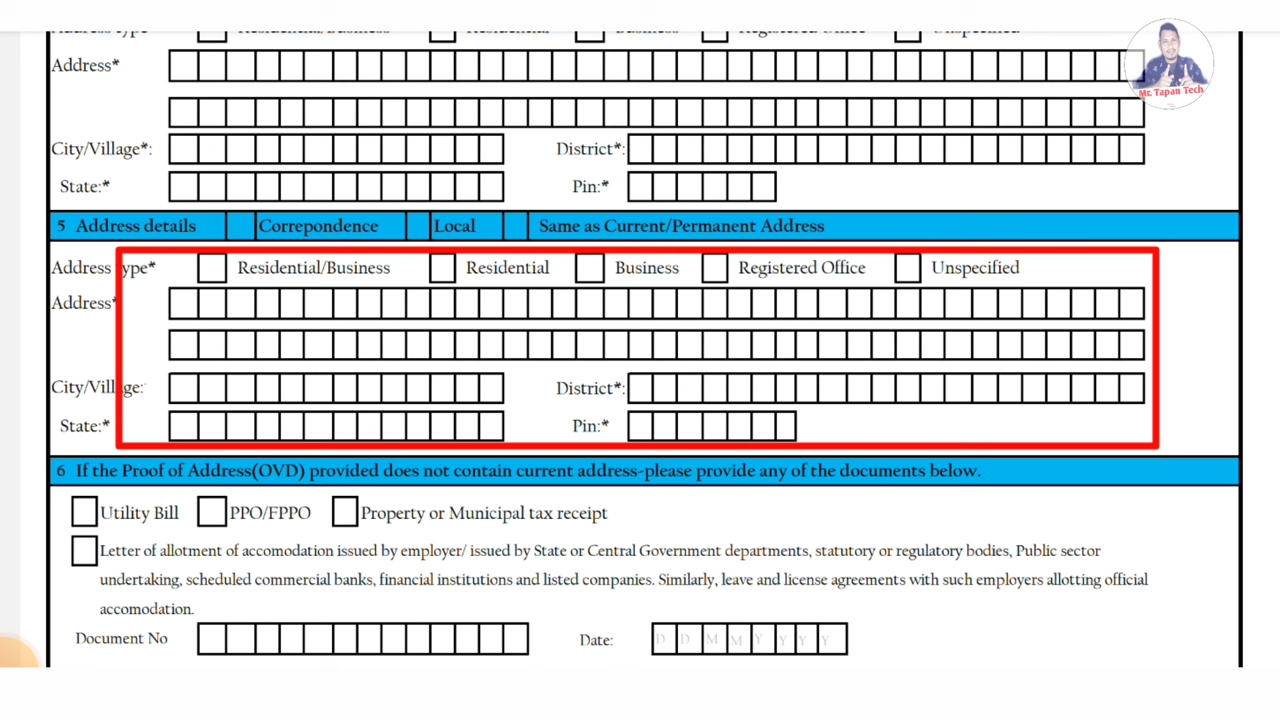 Address*
Mr. Tapan Tech
City/Village*: District*:
State:* Pin:*
5 Address details Correpondence Local Same as Current/Permanent Address
Address type* Residential/Business Residential Business Registered Office Unspecified
Address*
City/Village: District*:
State:* Pin:*
6 If the Proof of Address(OVD) provided does not contain current address-please provide any of the documents below.
Utility Bill PPO/FPPO Property or Municipal tax receipt
Letter of allotment of accomodation issued by employer/ issued by State or Central Government departments, statutory or regulatory bodies, Public sector
undertaking, scheduled commercial banks, financial institutions and listed companies. Similarly, leave and license agreements with such employers allotting official
accomodation.
Document No Date: D D M M Y Y Y Y